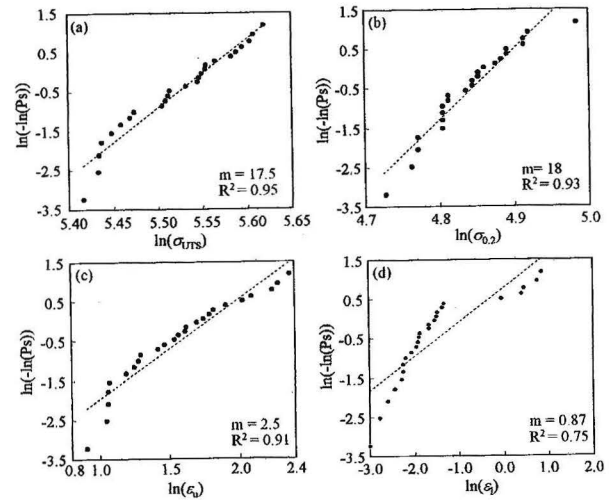 (a)
ln(-ln(Ps))
1.5
0.5
-0.5
-1.5
-2.5
-3.5
m = 17.5
R² = 0.95
5.40 5.45 5.50 5.55 5.60 5.65
ln(σUTS)
(b)
ln(-ln(Ps))
1.5
0.5
-0.5
-1.5
-2.5
-3.5
m= 18
R² = 0.93
4.7 4.8 4.9 5.0
ln(σ0.2)
(c)
ln(-ln(Ps))
1.5
0.5
-0.5
-1.5
-2.5
-3.5
m = 2.5
R² = 0.91
0.8 1.0 1.5 2.0 2.4
ln(εu)
(d)
ln(-ln(Ps))
1.5
0.5
-0.5
-1.5
-2.5
-3.5
m = 0.87
R² = 0.75
-3.0 -2.0 -1.0 0.0 1.0